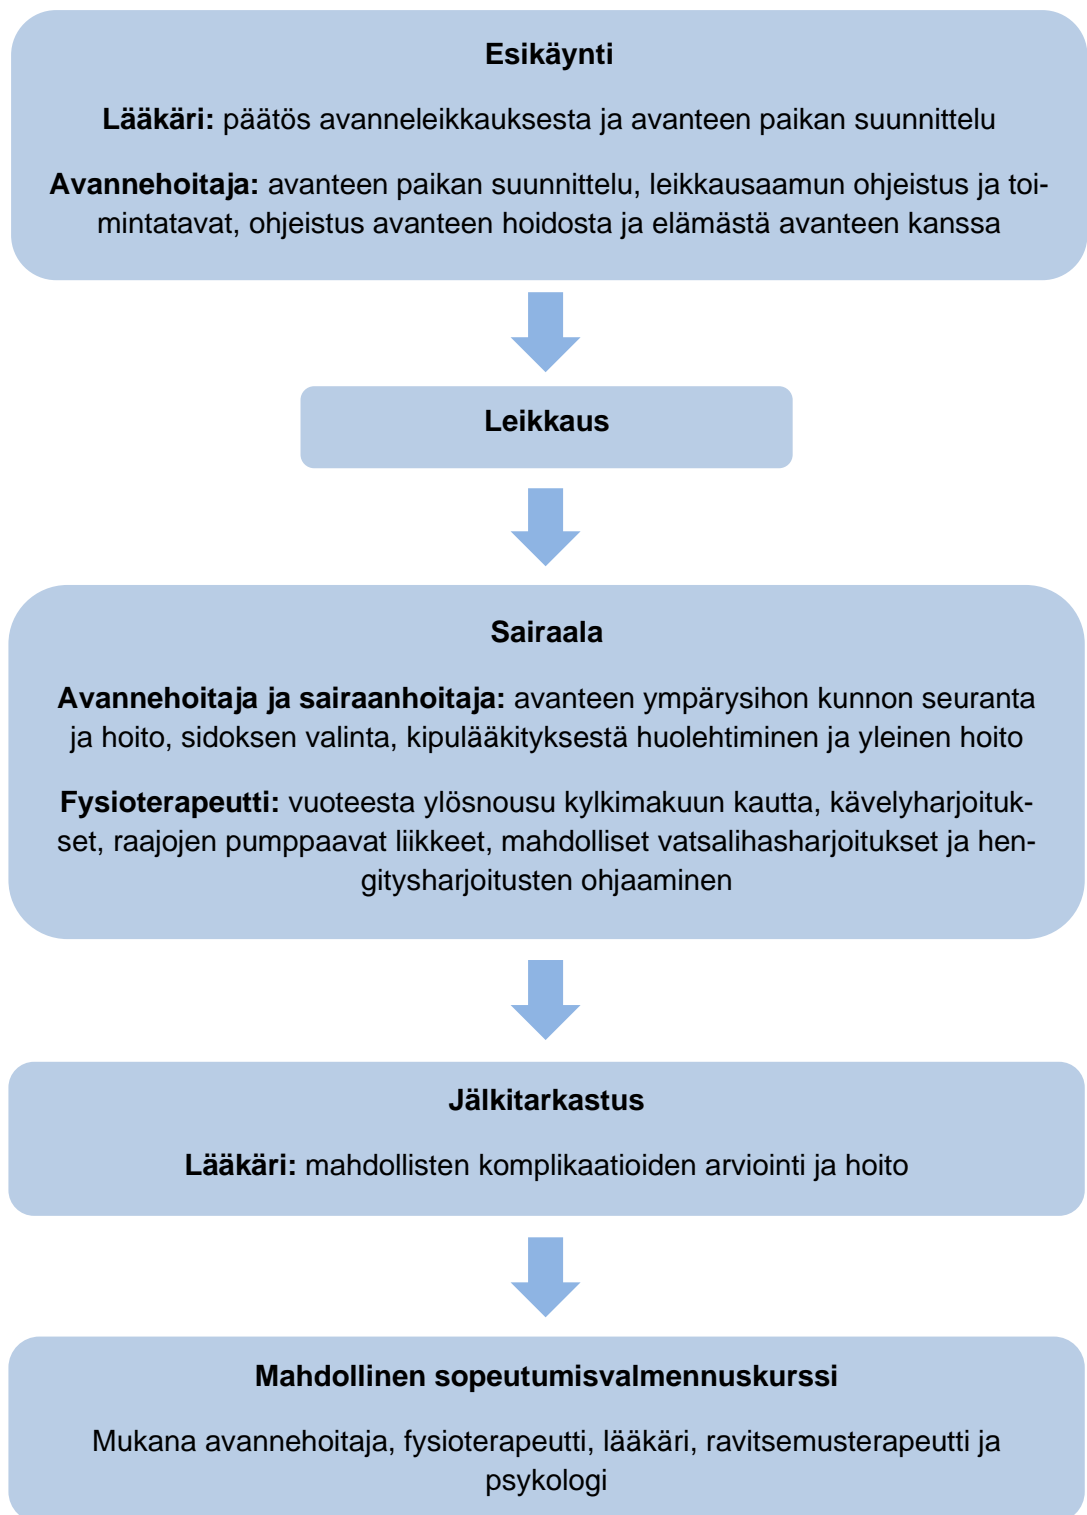 Esikäynti
Lääkäri: päätös avanneleikkauksesta ja avanteen paikan suunnittelu
Avannehoitaja: avanteen paikan suunnittelu, leikkausaamun ohjeistus ja toi-
mintatavat, ohjeistus avanteen hoidosta ja elämästä avanteen kanssa
Leikkaus
Sairaala
Avannehoitaja ja sairaanhoitaja: avanteen ympärysihon kunnon seuranta
ja hoito, sidoksen valinta, kipulääkityksestä huolehtiminen ja yleinen hoito
Fysioterapeutti: vuoteesta ylösnousu kylkimakuun kautta, kävelyharjoituk-
set, raajojen pumppaavat liikkeet, mahdolliset vatsalihasharjoitukset ja hen-
gitysharjoitusten ohjaaminen
Jälkitarkastus
Lääkäri: mahdollisten komplikaatioiden arviointi ja hoito
Mahdollinen sopeutumisvalmennuskurssi
Mukana avannehoitaja, fysioterapeutti, lääkäri, ravitsemusterapeutti ja
psykologi